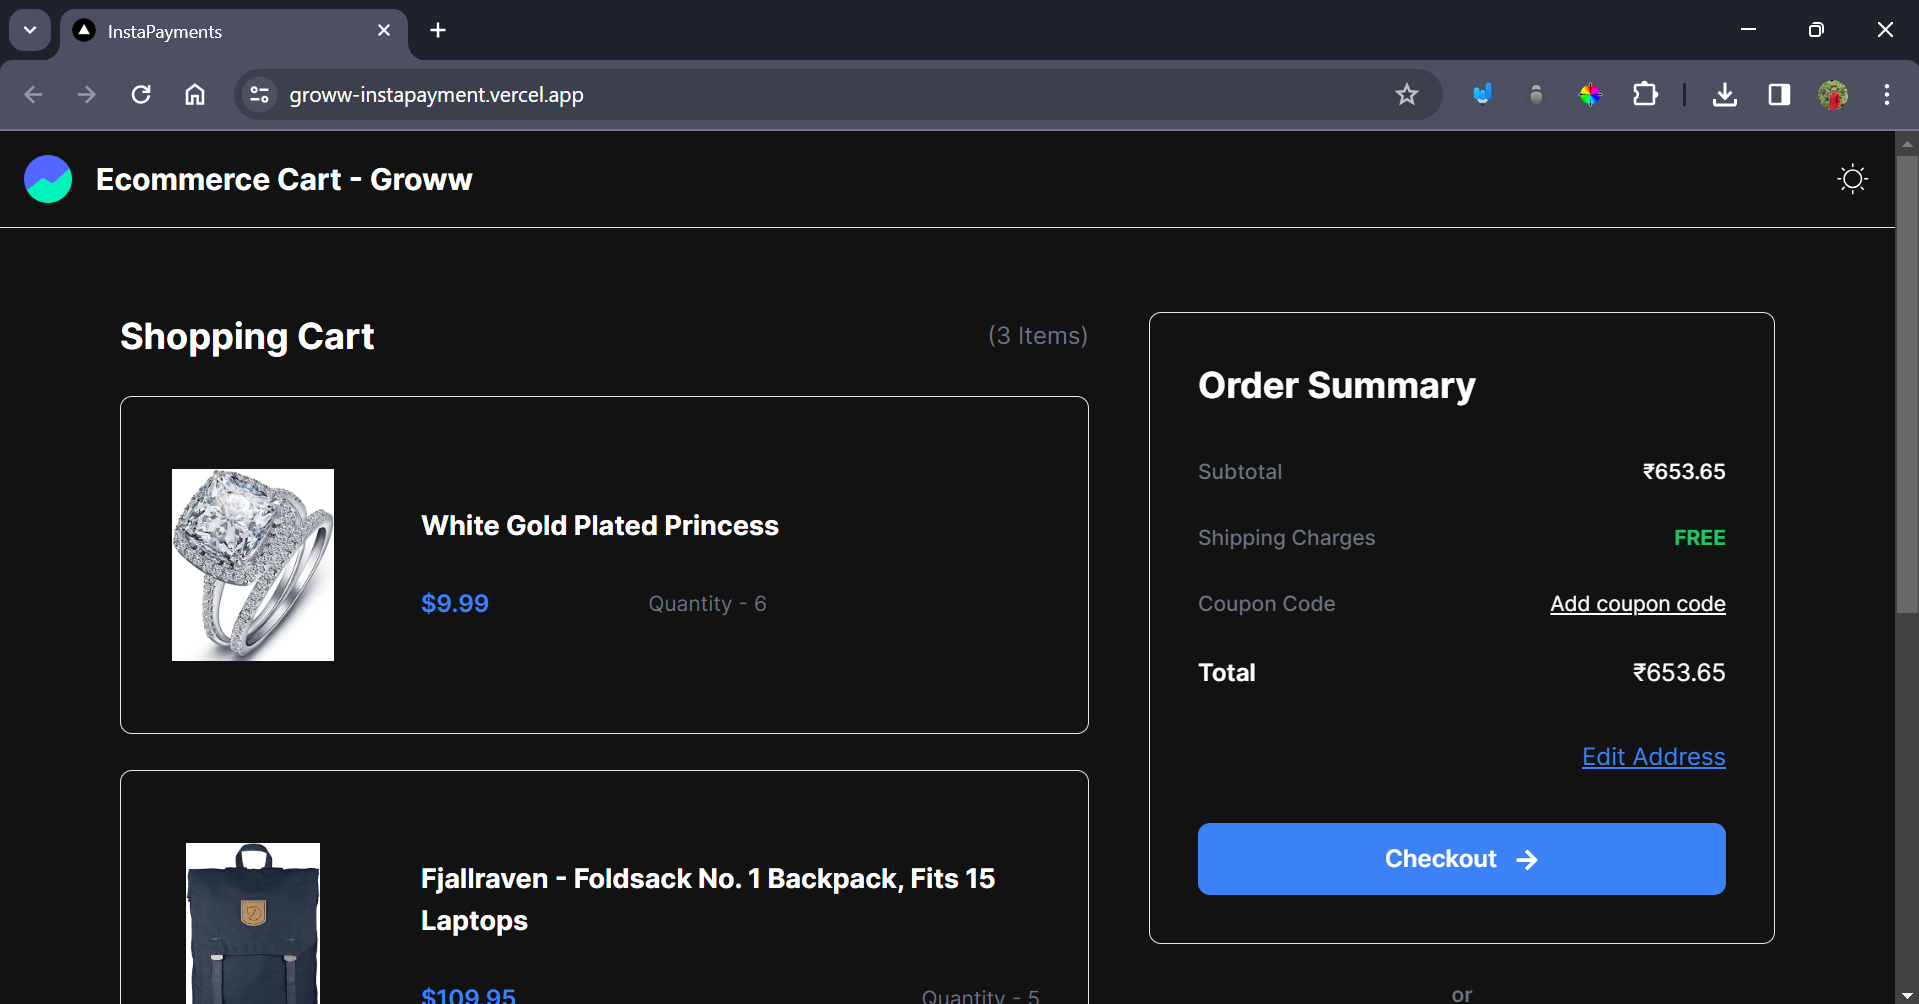 InstaPayments
groww-instapayment.vercel.app
Ecommerce Cart - Groww
Shopping Cart
(3 Items)
White Gold Plated Princess
$9.99
Quantity - 6
Fjallraven - Foldsack No. 1 Backpack, Fits 15
Laptops
$109.95
Quantity - 5
Order Summary
Subtotal
₹653.65
Shipping Charges
FREE
Coupon Code
Add coupon code
Total
₹653.65
Edit Address
Checkout →
or